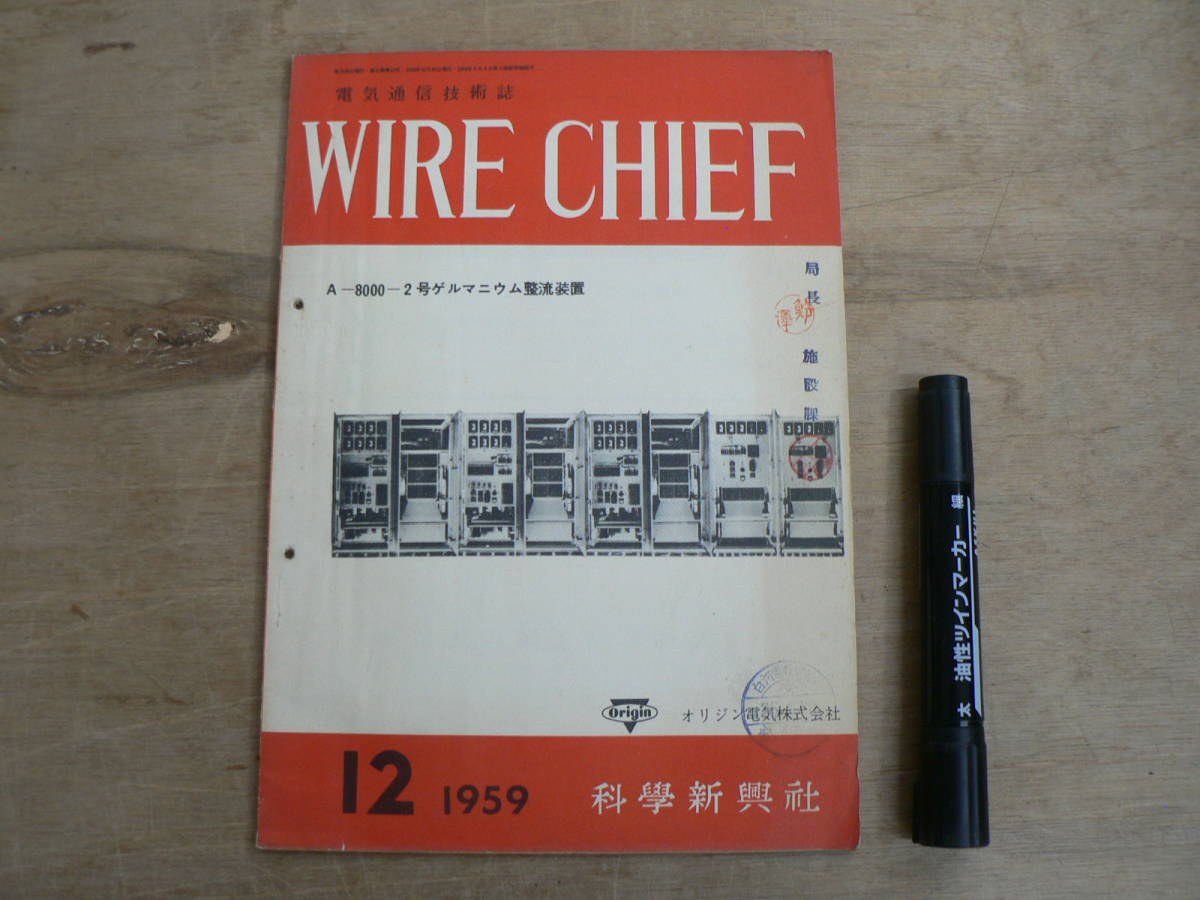 電気通信技術誌
WIRE CHIEF
A-8000-2号ゲルマニウム整流装置
局長
施設課
Origin
オリジン電気株式会社
12 1959
科學新興社
太 油性ツインマーカー 細